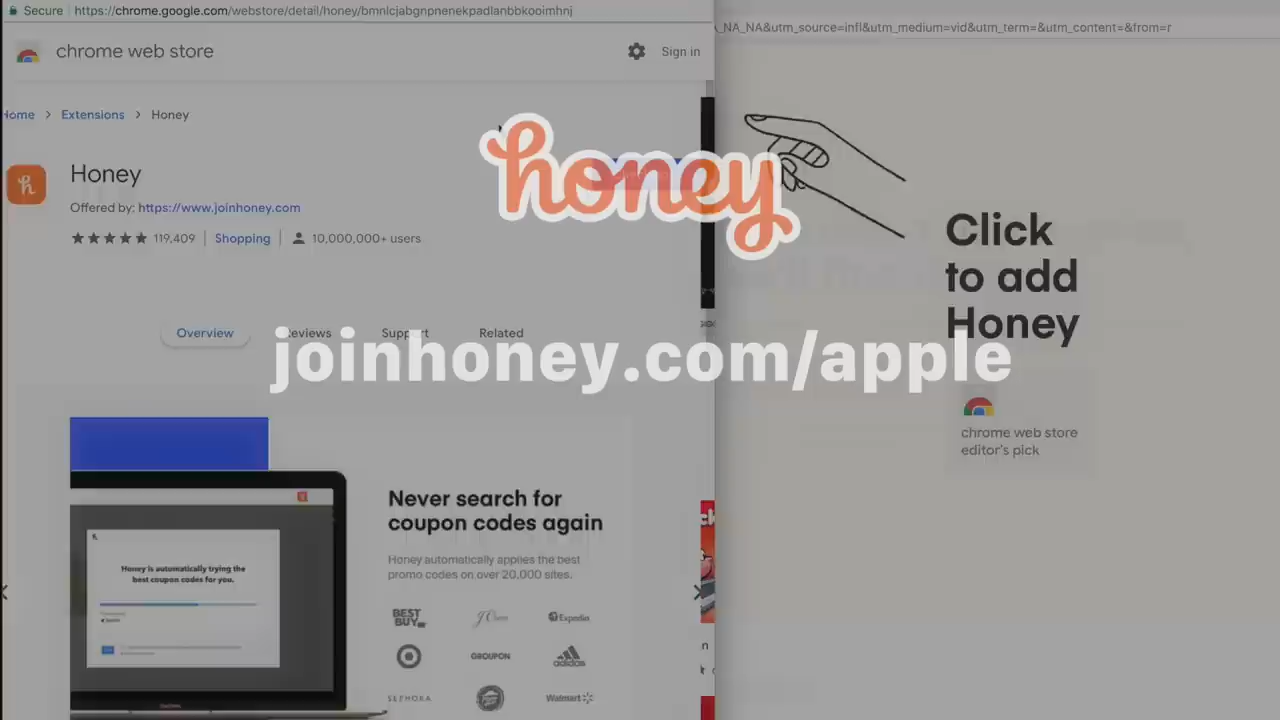 Secure
https://chrome.google.com/webstore/detail/honey/bmnlcjabgnpnenekpadlanbbkooimhnj
_NA_NA&utm_source=infl&utm_medium=vid&utm_term=&utm_content=&from=r
chrome web store
Sign in
Home > Extensions > Honey
honey
Honey
Offered by: https://www.joinhoney.com
119,409
Shopping
10,000,000+ users
Click
to add
Honey
Overview
Reviews
Support
Related
joinhoney.com/apple
chrome web store
editor's pick
Never search for
coupon codes again
Honey automatically applies the best
promo codes on over 20,000 sites.
Honey is automatically trying the
best coupon codes for you.
BEST BUY
J.Crew
Expedia
GROUPON
adidas
SEPHORA
Walmart